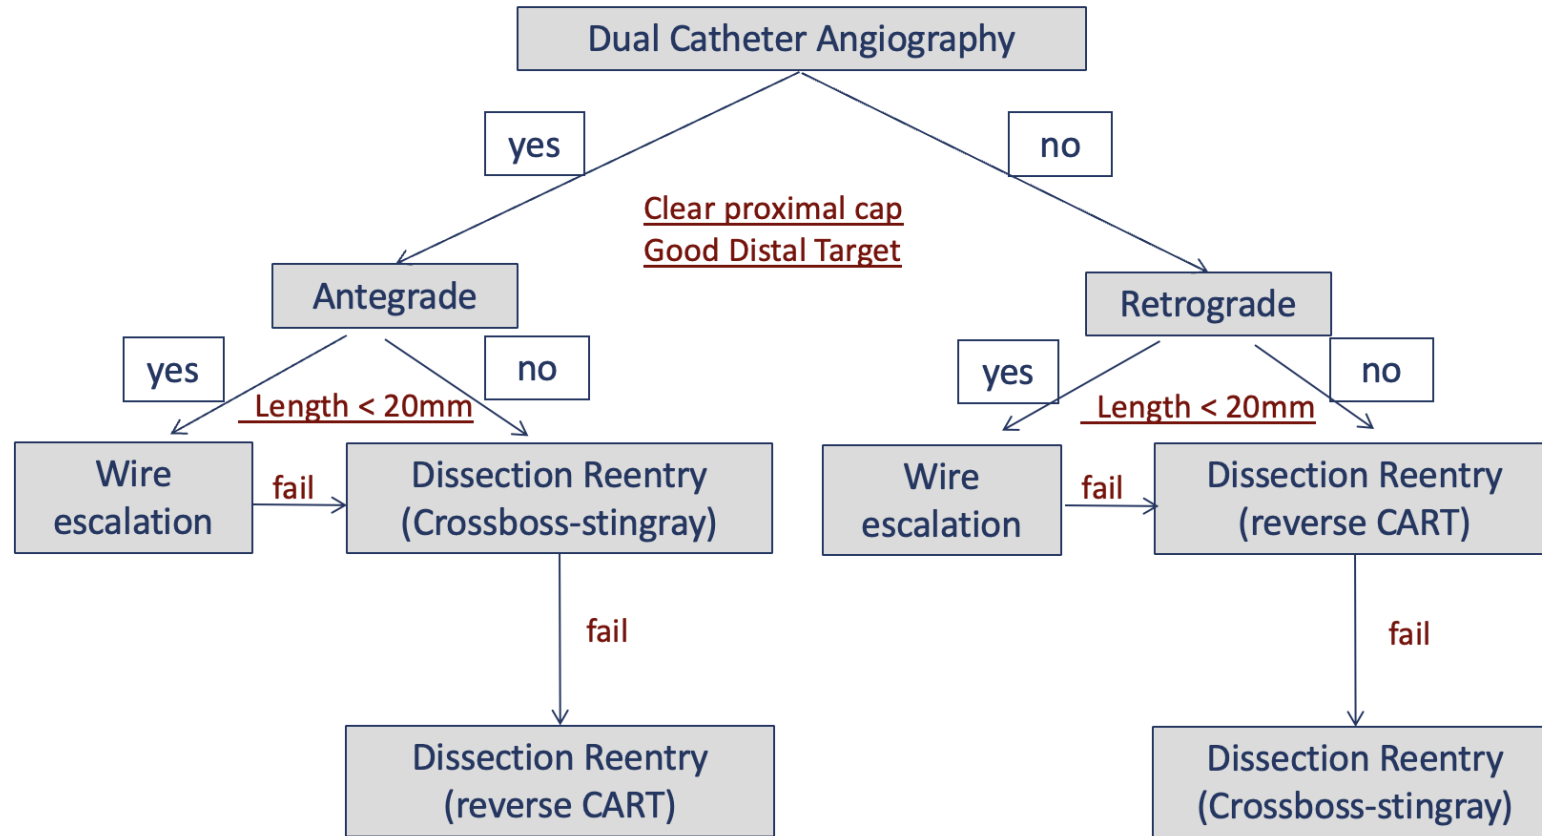 Dual Catheter Angiography
yes
no
Clear proximal cap
Good Distal Target
Antegrade
Retrograde
yes
no
yes
no
Length < 20mm
Length < 20mm
Wire
escalation
fail
Dissection Reentry
(Crossboss-stingray)
Wire
escalation
fail
Dissection Reentry
(reverse CART)
fail
fail
Dissection Reentry
(reverse CART)
Dissection Reentry
(Crossboss-stingray)